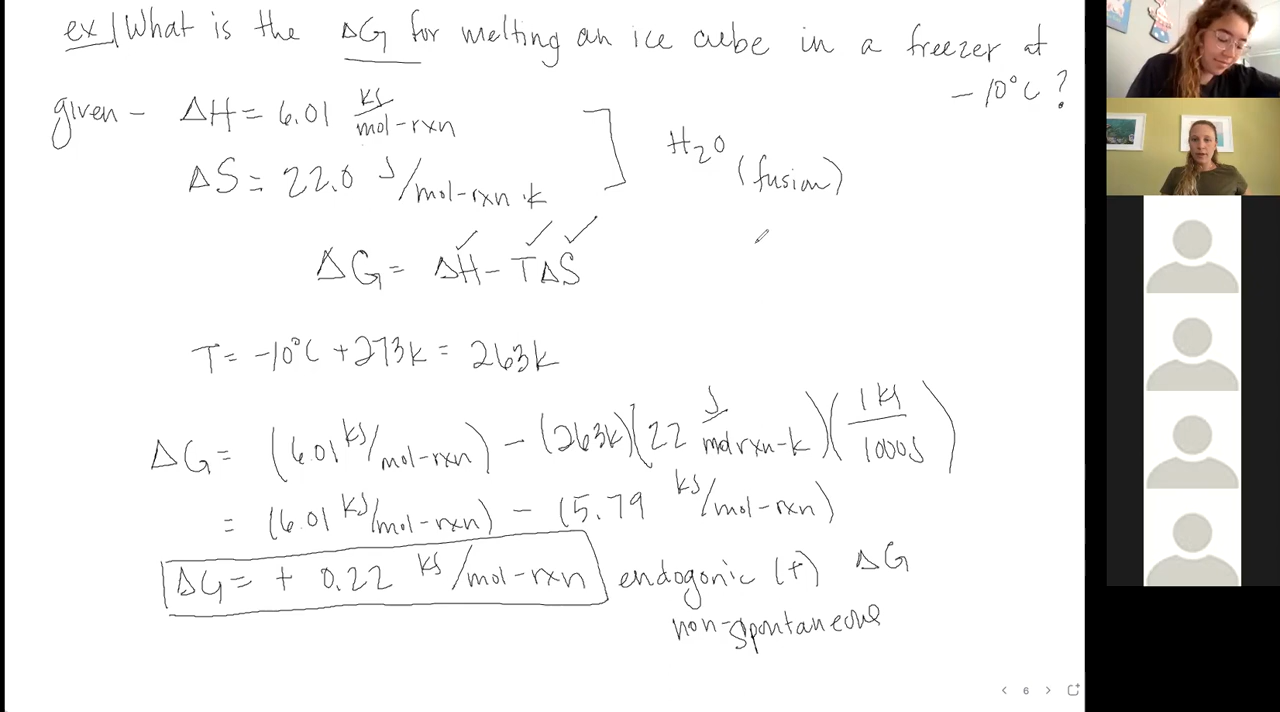 ex/ What is the ΔG for melting an ice cube in a freezer at
-10°C?
given - ΔH = 6.01 kJ/mol-rxn
ΔS = 22.0 J/mol-rxn·k
H₂O
(fusion)
ΔG = ΔH - TΔS
T = -10°C + 273k = 263k
ΔG = (6.01 kJ/mol-rxn) - (263k)(22 J/mol rxn-k)(1 kJ/1000J)
= (6.01 kJ/mol-rxn) - (5.79 kJ/mol-rxn)
ΔG = + 0.22 kJ/mol-rxn endogonic (+) ΔG
non-spontaneous
< 6 >